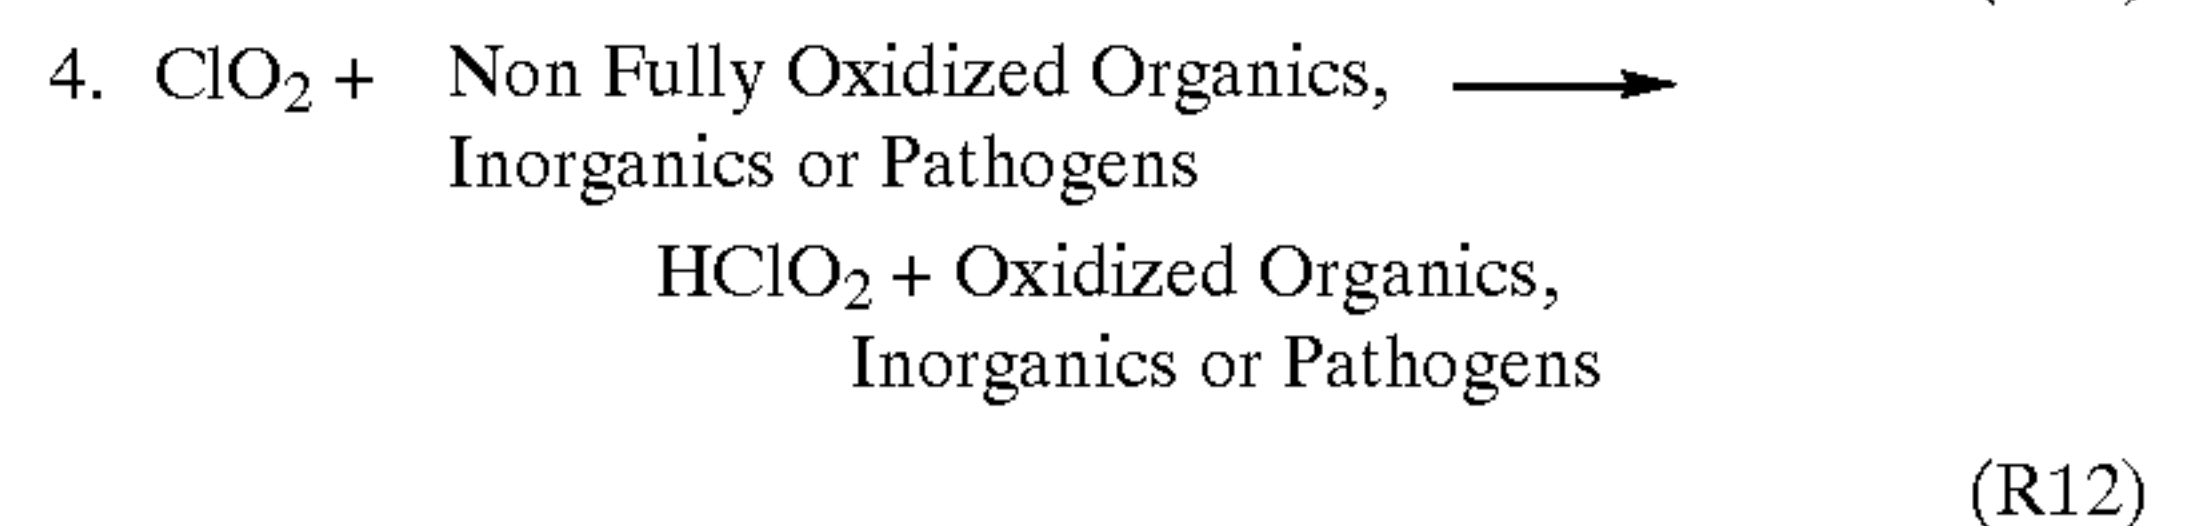 4. ClO₂ + Non Fully Oxidized Organics, ⟶
Inorganics or Pathogens
HClO₂ + Oxidized Organics,
Inorganics or Pathogens
(R12)